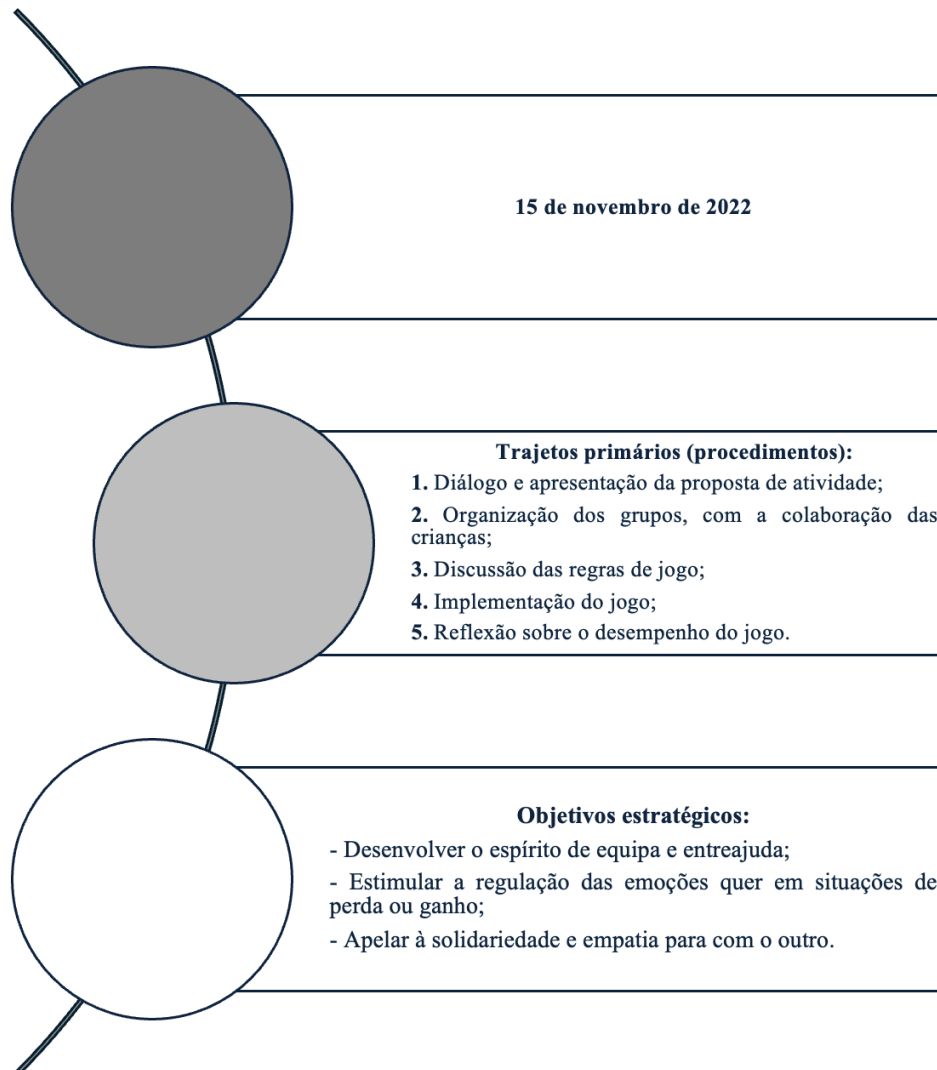 15 de novembro de 2022
Trajetos primários (procedimentos):
1. Diálogo e apresentação da proposta de atividade;
2. Organização dos grupos, com a colaboração das
crianças;
3. Discussão das regras de jogo;
4. Implementação do jogo;
5. Reflexão sobre o desempenho do jogo.
Objetivos estratégicos:
- Desenvolver o espírito de equipa e entreajuda;
- Estimular a regulação das emoções quer em situações de
perda ou ganho;
- Apelar à solidariedade e empatia para com o outro.